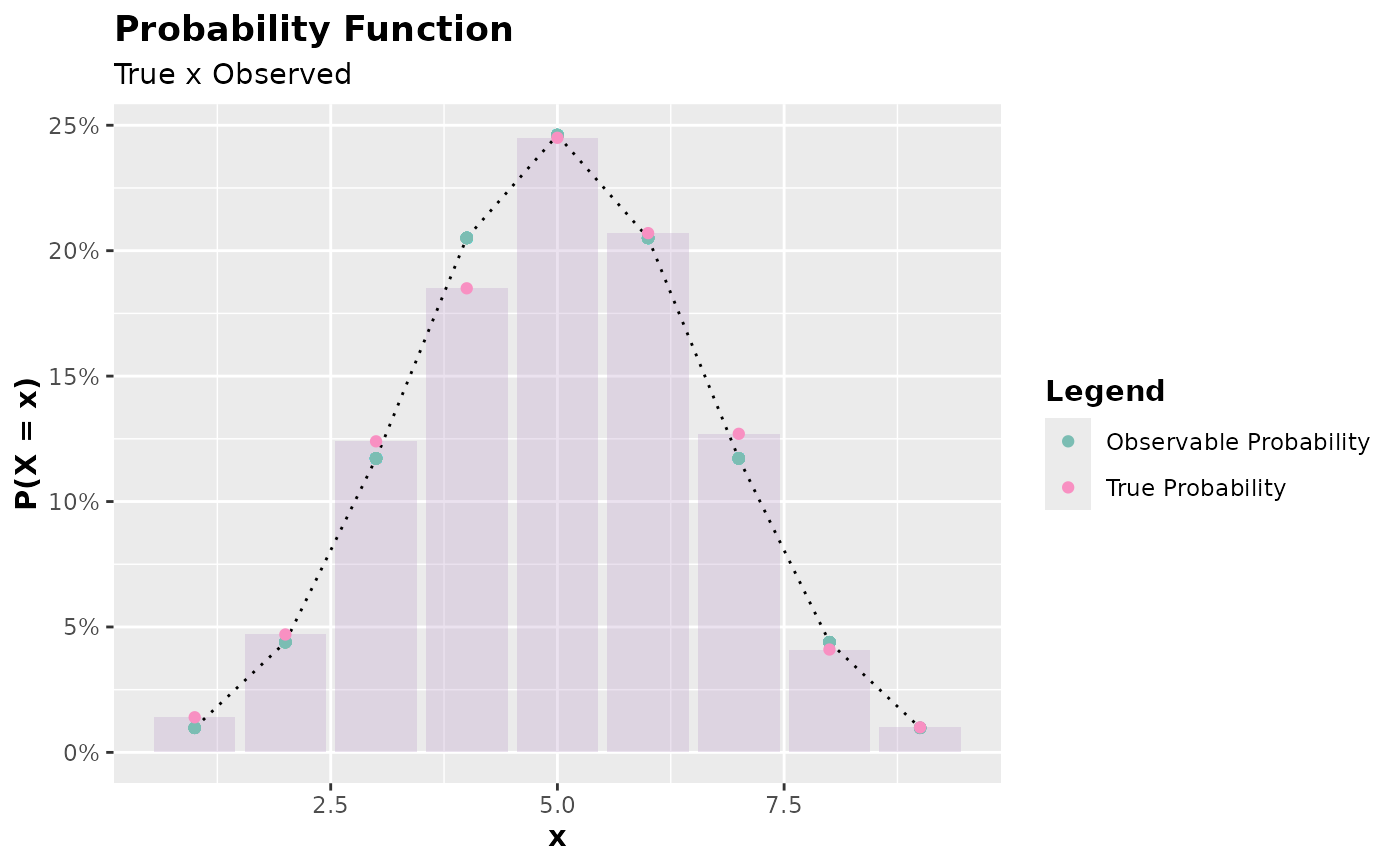 Probability Function
True x Observed
P(X = x)
25%
20%
15%
10%
5%
0%
2.5
5.0
7.5
x
Legend
Observable Probability
True Probability